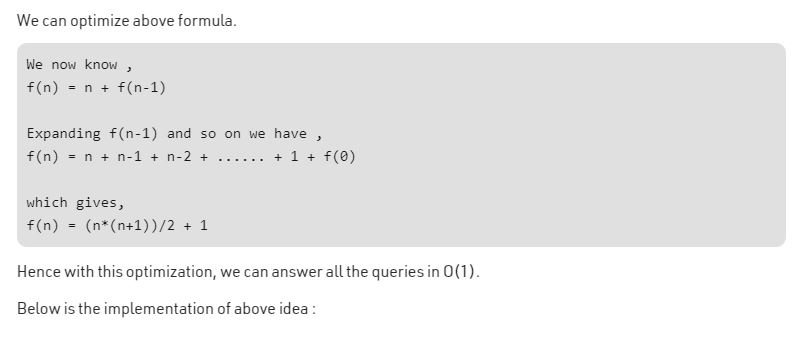 We can optimize above formula.
We now know ,
f(n) = n + f(n-1)
Expanding f(n-1) and so on we have ,
f(n) = n + n-1 + n-2 + ...... + 1 + f(0)
which gives,
f(n) = (n*(n+1))/2 + 1
Hence with this optimization, we can answer all the queries in O(1).
Below is the implementation of above idea :